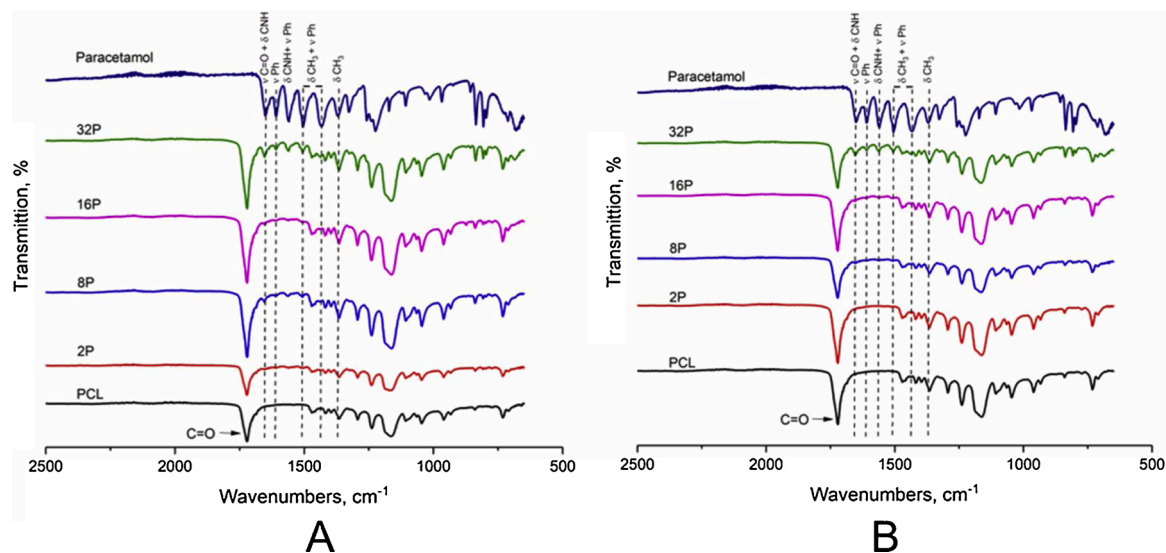 ν C=O + δ CNH
ν Ph
δ CNH+ ν Ph
δ CH3 + ν Ph
δ CH3
Paracetamol
32P
16P
8P
2P
PCL
C=O
Transmittion, %
2500 2000 1500 1000 500
Wavenumbers, cm-1
A
ν C=O + δ CNH
ν Ph
δ CNH+ ν Ph
δ CH3 + ν Ph
δ CH3
Paracetamol
32P
16P
8P
2P
PCL
C=O
Transmittion, %
2500 2000 1500 1000 500
Wavenumbers, cm-1
B